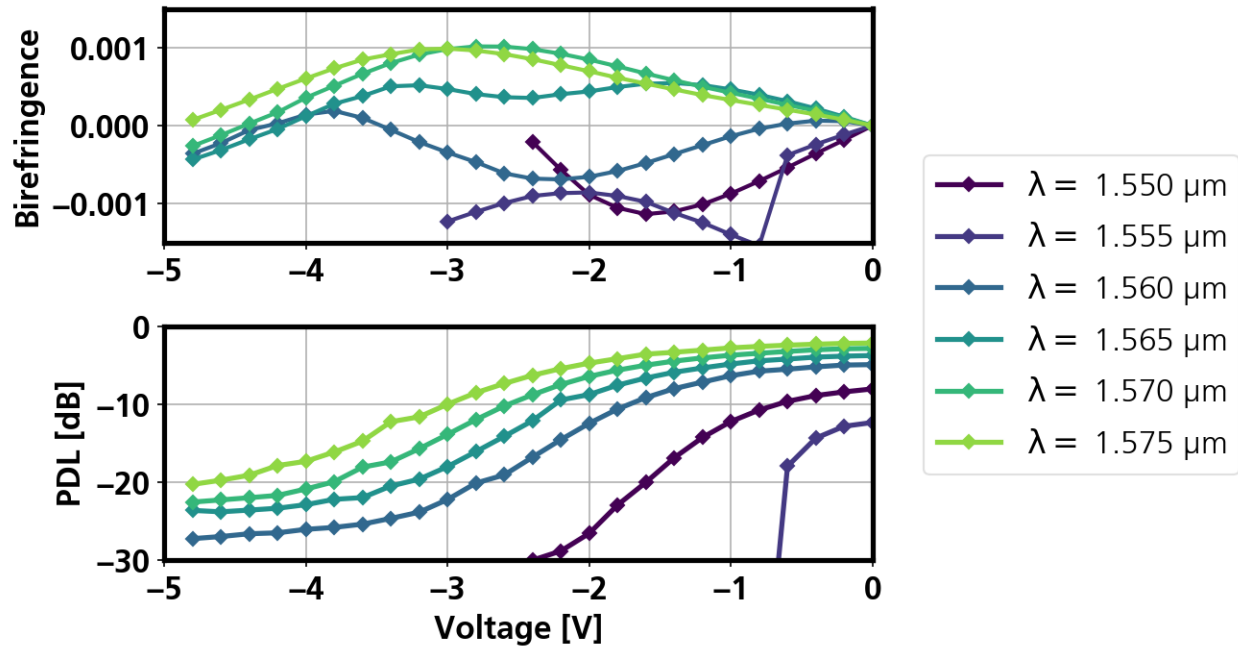 Birefringence
0.001
0.000
−0.001
−5 −4 −3 −2 −1 0
PDL [dB]
0
−10
−20
−30
−5 −4 −3 −2 −1 0
Voltage [V]
λ = 1.550 μm
λ = 1.555 μm
λ = 1.560 μm
λ = 1.565 μm
λ = 1.570 μm
λ = 1.575 μm